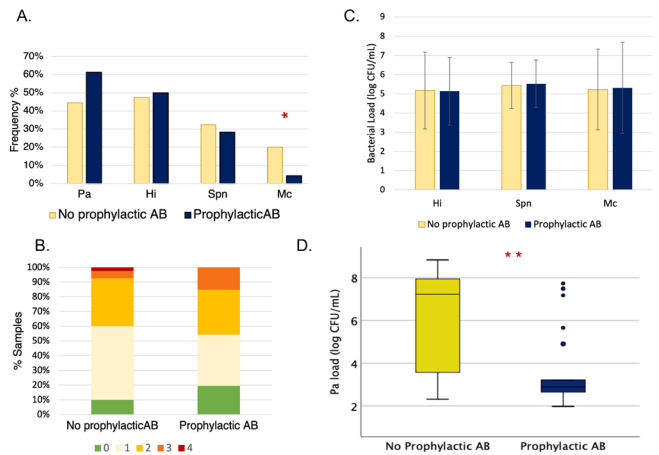 A.
Frequency %
70%
60%
50%
40%
30%
20%
10%
0%
*
Pa Hi Spn Mc
No prophylactic AB ProphylacticAB
B.
% Samples
100%
90%
80%
70%
60%
50%
40%
30%
20%
10%
0%
No prophylacticAB Prophylactic AB
0 1 2 3 4
C.
Bacterial Load (log CFU/mL)
9
8
7
6
5
4
3
2
1
0
Hi Spn Mc
No prophylactic AB Prophylactic AB
D.
Pa load (log CFU/mL)
**
8
6
4
2
No Prophylactic AB Prophylactic AB